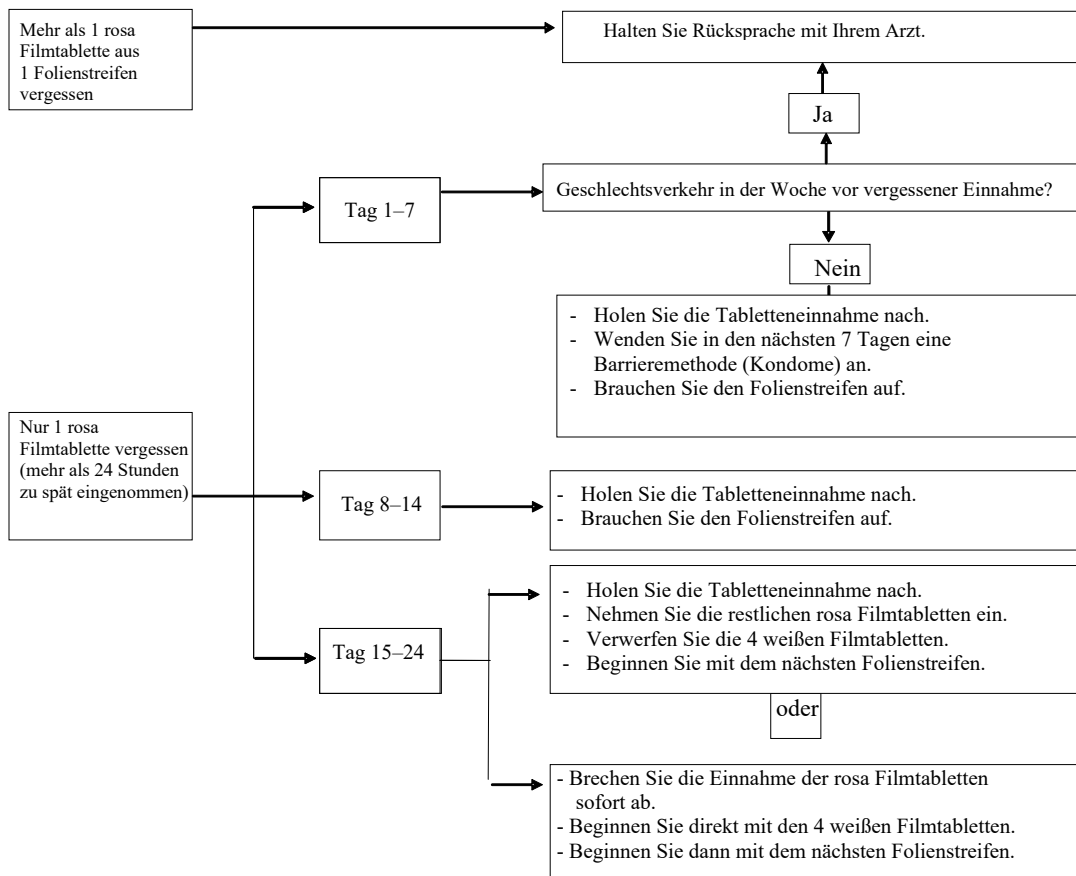 Mehr als 1 rosa
Filmtablette aus
1 Folienstreifen
vergessen
Halten Sie Rücksprache mit Ihrem Arzt.
Ja
Geschlechtsverkehr in der Woche vor vergessener Einnahme?
Tag 1–7
Nein
- Holen Sie die Tabletteneinnahme nach.
- Wenden Sie in den nächsten 7 Tagen eine
Barrieremethode (Kondome) an.
- Brauchen Sie den Folienstreifen auf.
Nur 1 rosa
Filmtablette vergessen
(mehr als 24 Stunden
zu spät eingenommen)
Tag 8–14
- Holen Sie die Tabletteneinnahme nach.
- Brauchen Sie den Folienstreifen auf.
Tag 15–24
- Holen Sie die Tabletteneinnahme nach.
- Nehmen Sie die restlichen rosa Filmtabletten ein.
- Verwerfen Sie die 4 weißen Filmtabletten.
- Beginnen Sie mit dem nächsten Folienstreifen.
oder
- Brechen Sie die Einnahme der rosa Filmtabletten
sofort ab.
- Beginnen Sie direkt mit den 4 weißen Filmtabletten.
- Beginnen Sie dann mit dem nächsten Folienstreifen.